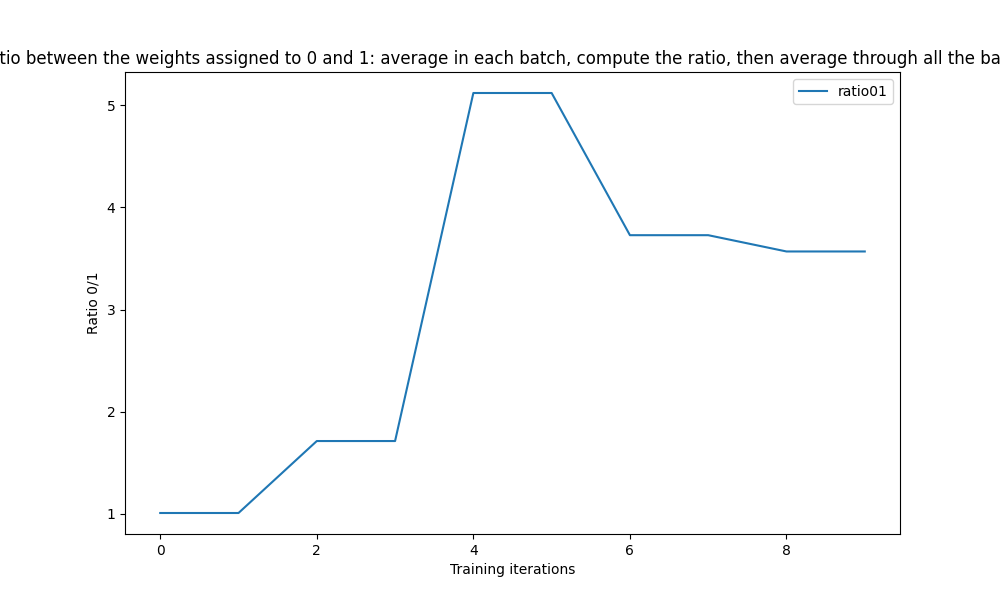 tio between the weights assigned to 0 and 1: average in each batch, compute the ratio, then average through all the ba
ratio01
5
4
3
2
1
Ratio 0/1
0 2 4 6 8
Training iterations